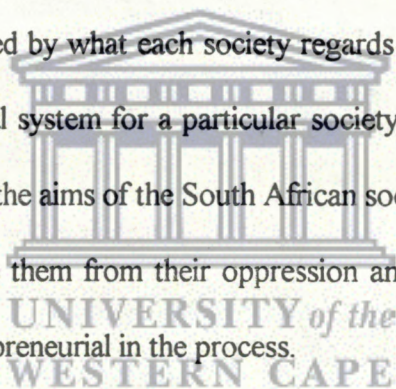 ed by what each society regards
l system for a particular society
the aims of the South African soc
them from their oppression an
UNIVERSITY of the
preneurial in the process.
WESTERN CAPE